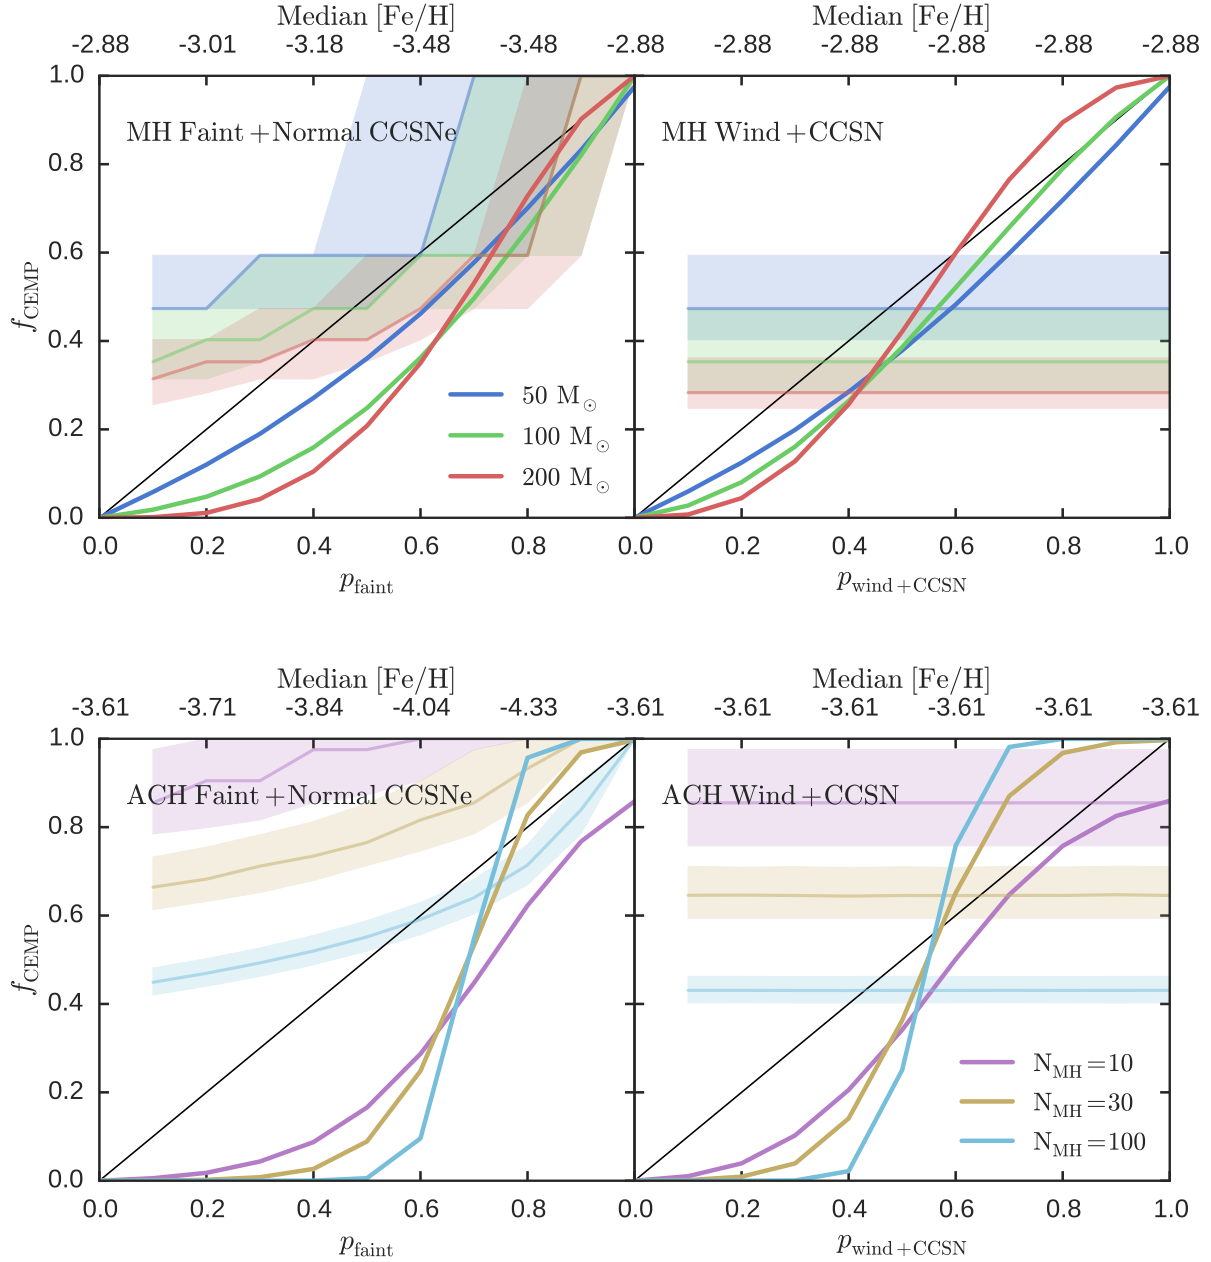 Median [Fe/H] Median [Fe/H]
-2.88 -3.01 -3.18 -3.48 -3.48 -2.88 -2.88 -2.88 -2.88 -2.88 -2.88
1.0
MH Faint+Normal CCSNe MH Wind+CCSN
0.8
0.6
f_CEMP
0.4
50 M⊙
100 M⊙
0.2
200 M⊙
0.0
0.0 0.2 0.4 0.6 0.8 0.0 0.2 0.4 0.6 0.8 1.0
p_faint p_wind+CCSN
Median [Fe/H] Median [Fe/H]
-3.61 -3.71 -3.84 -4.04 -4.33 -3.61 -3.61 -3.61 -3.61 -3.61 -3.61
1.0
ACH Faint+Normal CCSNe ACH Wind+CCSN
0.8
0.6
f_CEMP
0.4
N_MH=10
N_MH=30
0.2
N_MH=100
0.0
0.0 0.2 0.4 0.6 0.8 0.0 0.2 0.4 0.6 0.8 1.0
p_faint p_wind+CCSN